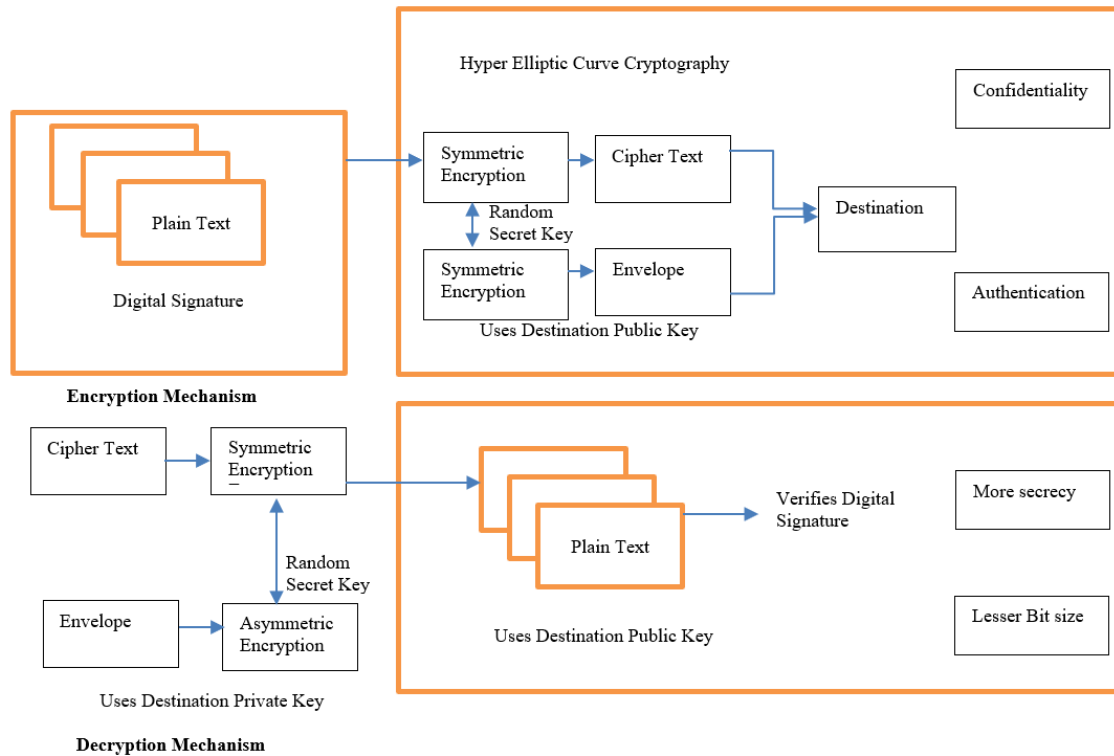 Hyper Elliptic Curve Cryptography
Confidentiality
Symmetric
Encryption
Cipher Text
Plain Text
Random
Secret Key
Destination
Symmetric
Encryption
Envelope
Authentication
Digital Signature
Uses Destination Public Key
Encryption Mechanism
Cipher Text
Symmetric
Encryption
Verifies Digital
Signature
More secrecy
Plain Text
Random
Secret Key
Envelope
Asymmetric
Encryption
Uses Destination Public Key
Lesser Bit size
Uses Destination Private Key
Decryption Mechanism